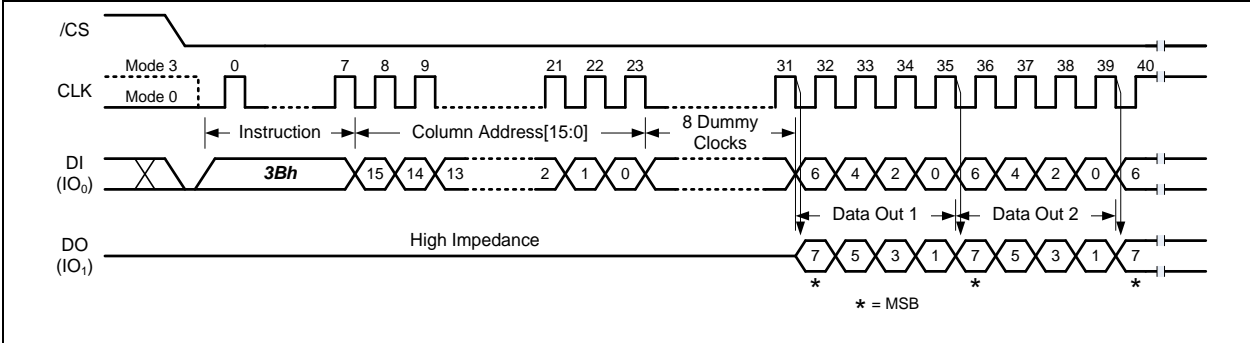 /CS
Mode 3 0 7 8 9 21 22 23 31 32 33 34 35 36 37 38 39 40
CLK
Mode 0
Instruction Column Address[15:0] 8 Dummy
Clocks
DI
(IO₀)
3Bh 15 14 13 2 1 0 6 4 2 0 6 4 2 0 6
Data Out 1 Data Out 2
DO
(IO₁)
High Impedance
7 5 3 1 7 5 3 1 7
* * *
* = MSB